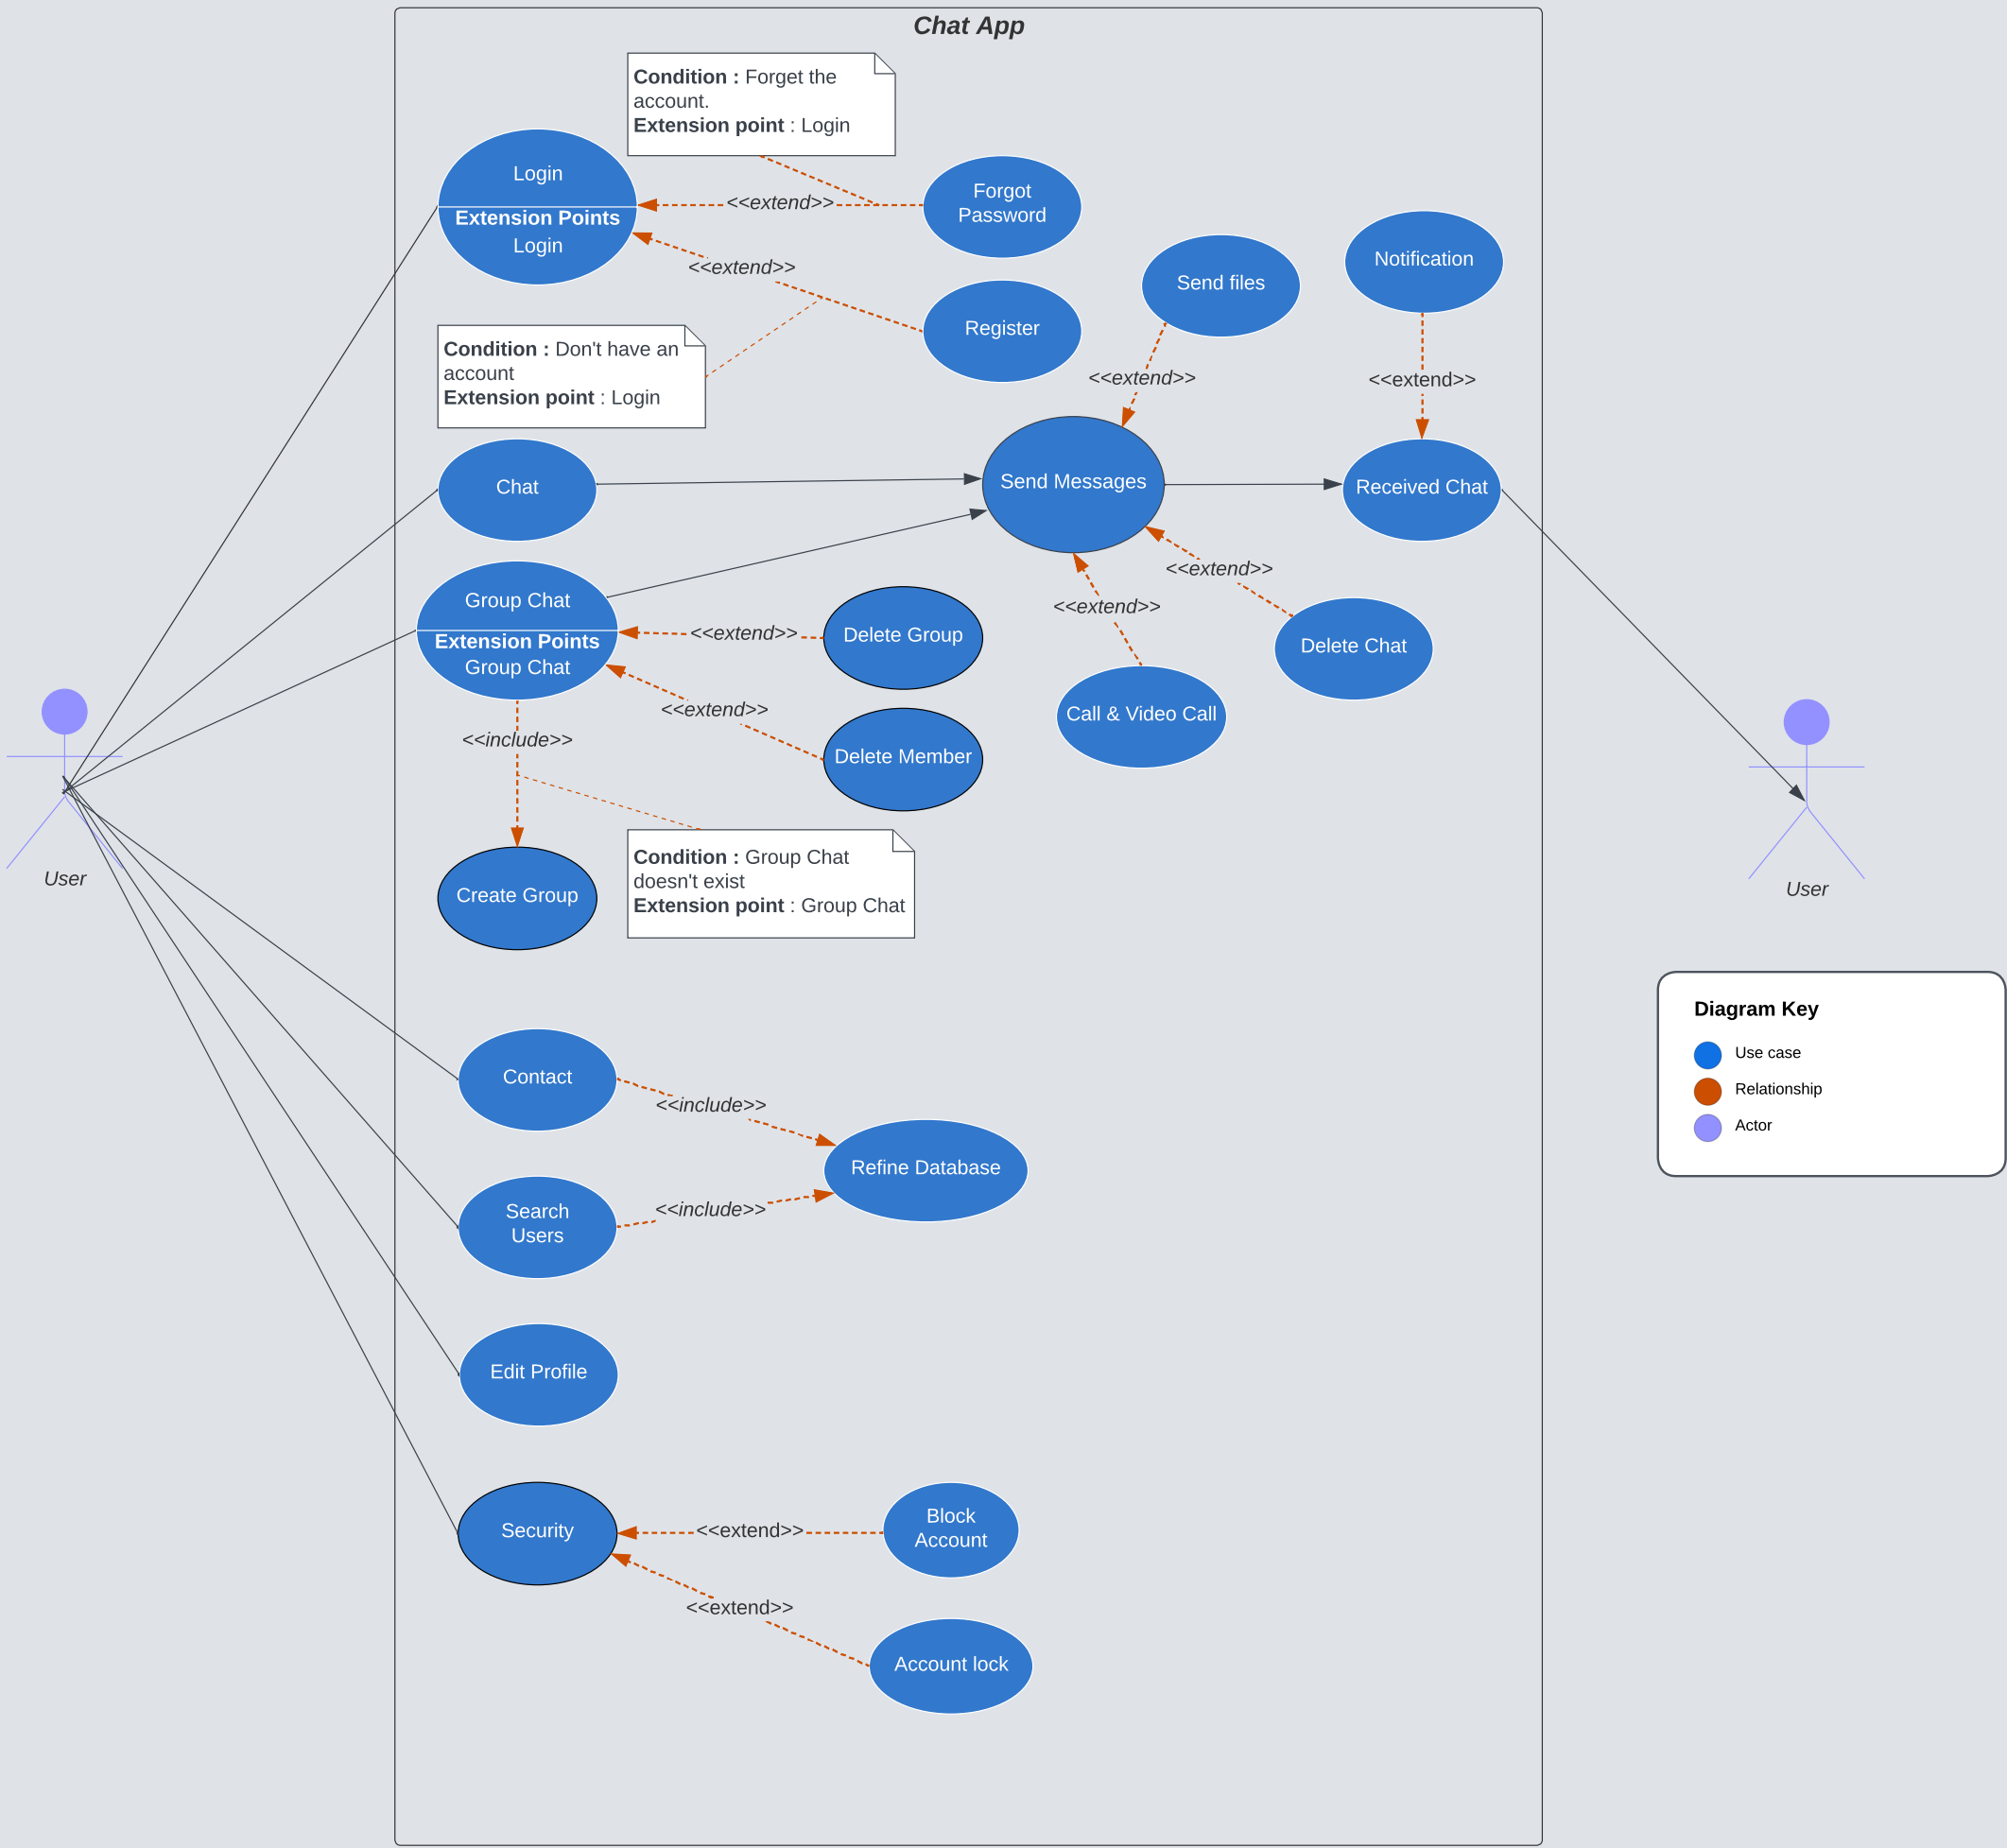 Chat App
Condition : Forget the
account.
Extension point : Login
Login
Extension Points
Login
<<extend>>
Forgot
Password
<<extend>>
Register
Send files
Notification
Condition : Don't have an
account
Extension point : Login
<<extend>>
<<extend>>
Chat
Send Messages
Received Chat
Group Chat
Extension Points
Group Chat
<<extend>>
Delete Group
<<extend>>
<<extend>>
Delete Chat
<<extend>>
Delete Member
Call & Video Call
<<include>>
User
Create Group
Condition : Group Chat
doesn't exist
Extension point : Group Chat
User
Diagram Key
Use case
Relationship
Actor
Contact
<<include>>
Refine Database
Search
Users
<<include>>
Edit Profile
Security
<<extend>>
Block
Account
<<extend>>
Account lock